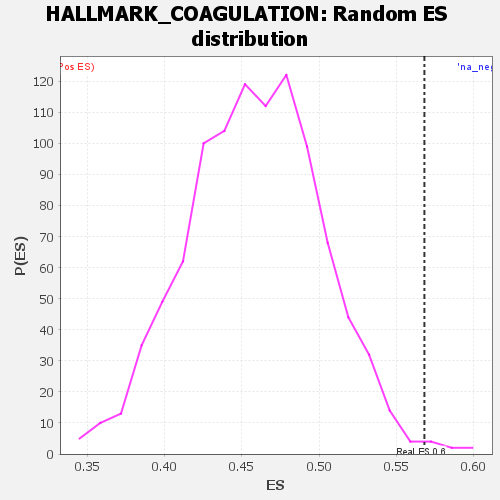 HALLMARK_COAGULATION: Random ES
distribution
Pos ES)
'na_neg
120
110
100
90
80
70
60
50
40
30
20
10
0
P(ES)
Real ES 0.6
0.35 0.40 0.45 0.50 0.55 0.60
ES